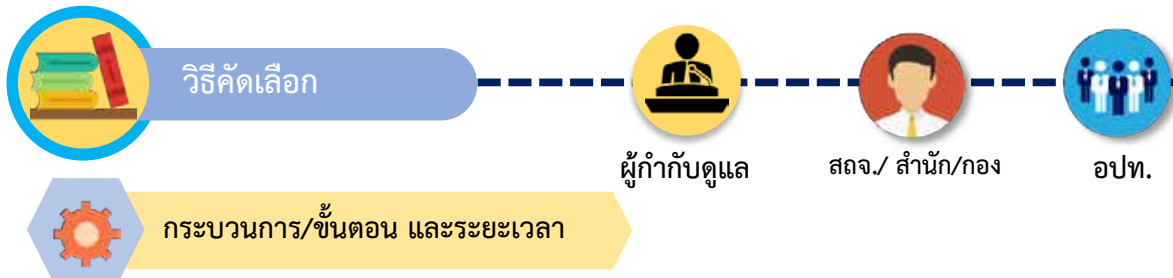 วิธีคัดเลือก
ผู้กำกับดูแล
สถจ./ สำนัก/กอง
อปท.
กระบวนการ/ขั้นตอน และระยะเวลา